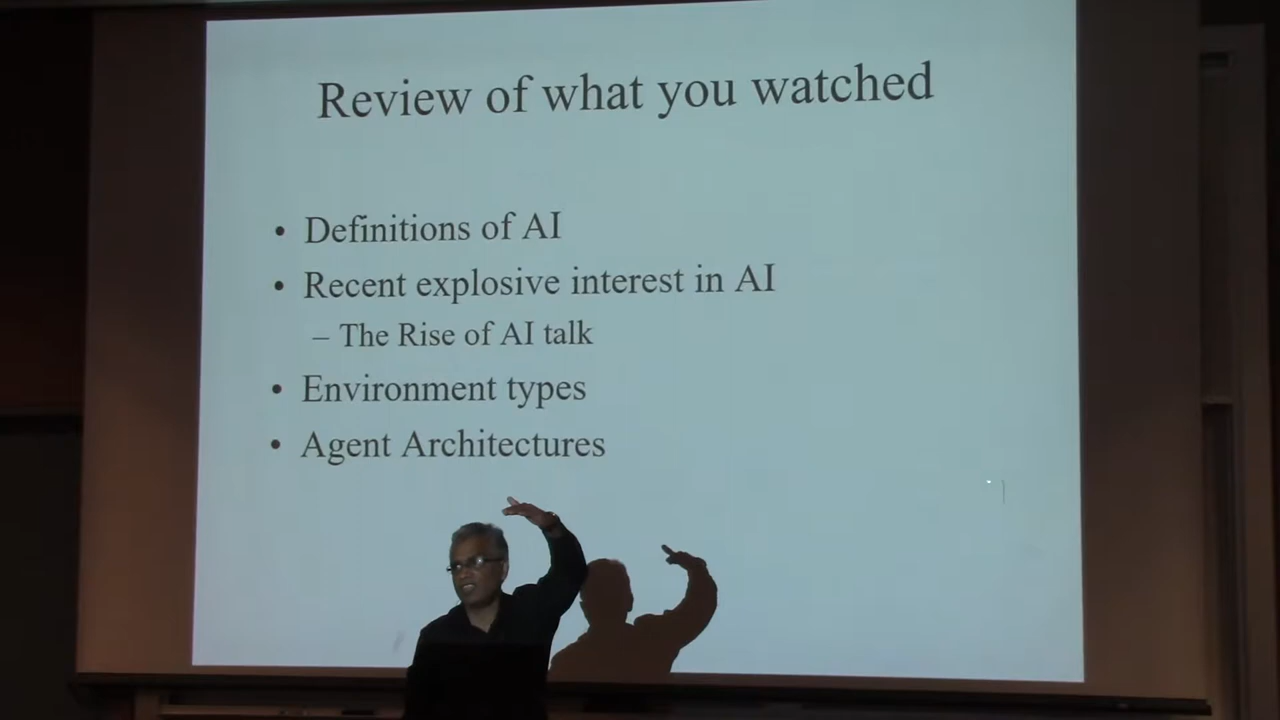 Review of what you watched
• Definitions of AI
• Recent explosive interest in AI
– The Rise of AI talk
• Environment types
• Agent Architectures